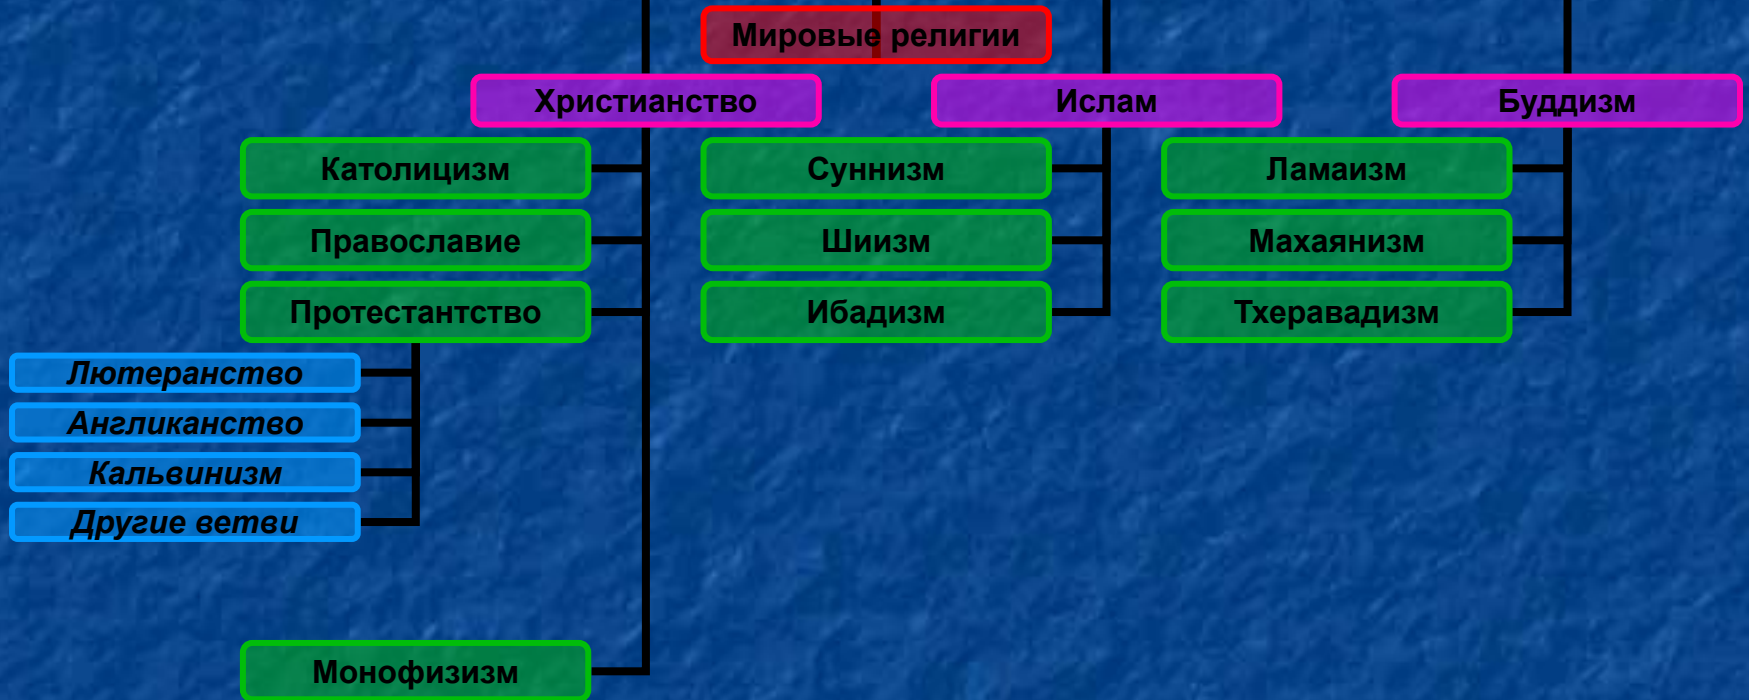 Мировые религии
Христианство
Ислам
Буддизм
Католицизм
Суннизм
Ламаизм
Православие
Шиизм
Махаянизм
Протестантство
Ибадизм
Тхеравадизм
Лютеранство
Англиканство
Кальвинизм
Другие ветви
Монофизизм